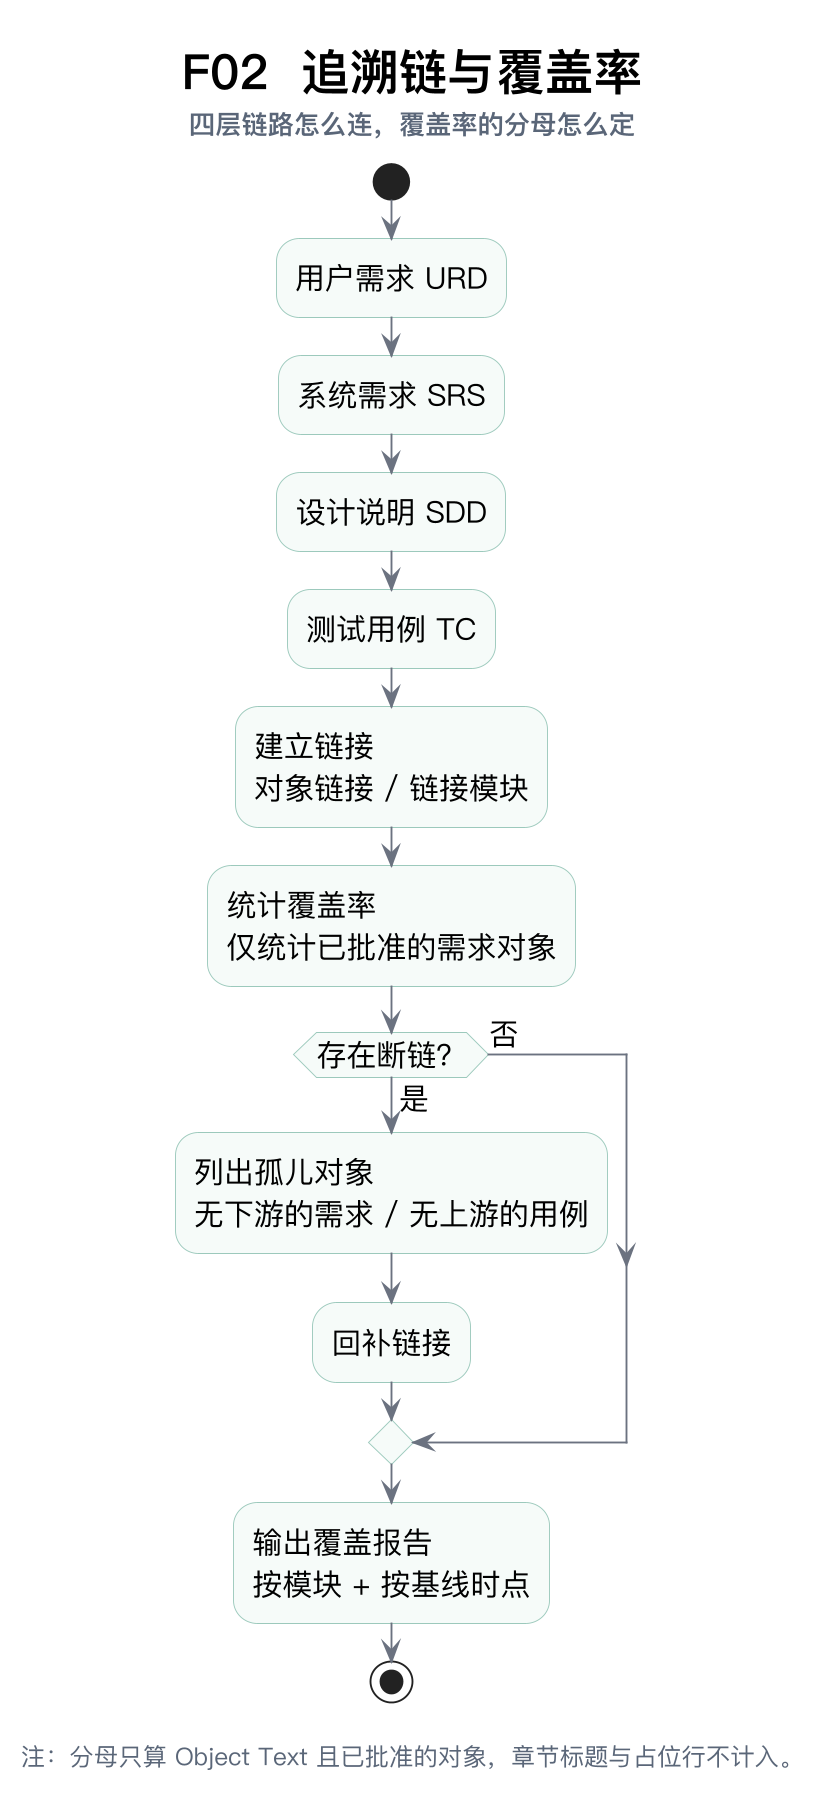 F02 追溯链与覆盖率
四层链路怎么连，覆盖率的分母怎么定
用户需求 URD
系统需求 SRS
设计说明 SDD
测试用例 TC
建立链接
对象链接 / 链接模块
统计覆盖率
仅统计已批准的需求对象
存在断链?
否
是
列出孤儿对象
无下游的需求 / 无上游的用例
回补链接
输出覆盖报告
按模块 + 按基线时点
注：分母只算 Object Text 且已批准的对象，章节标题与占位行不计入。